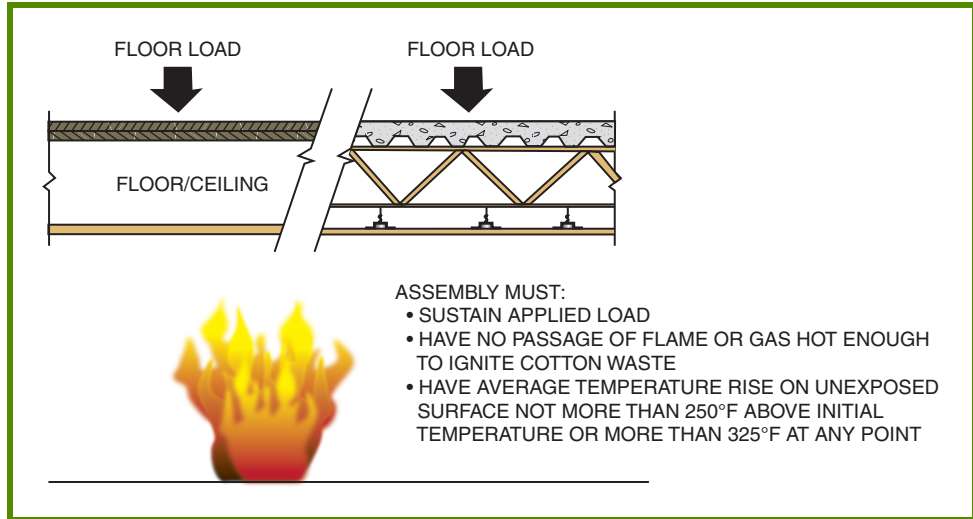 FLOOR LOAD
FLOOR LOAD
FLOOR/CEILING
ASSEMBLY MUST:
• SUSTAIN APPLIED LOAD
• HAVE NO PASSAGE OF FLAME OR GAS HOT ENOUGH
TO IGNITE COTTON WASTE
• HAVE AVERAGE TEMPERATURE RISE ON UNEXPOSED
SURFACE NOT MORE THAN 250°F ABOVE INITIAL
TEMPERATURE OR MORE THAN 325°F AT ANY POINT